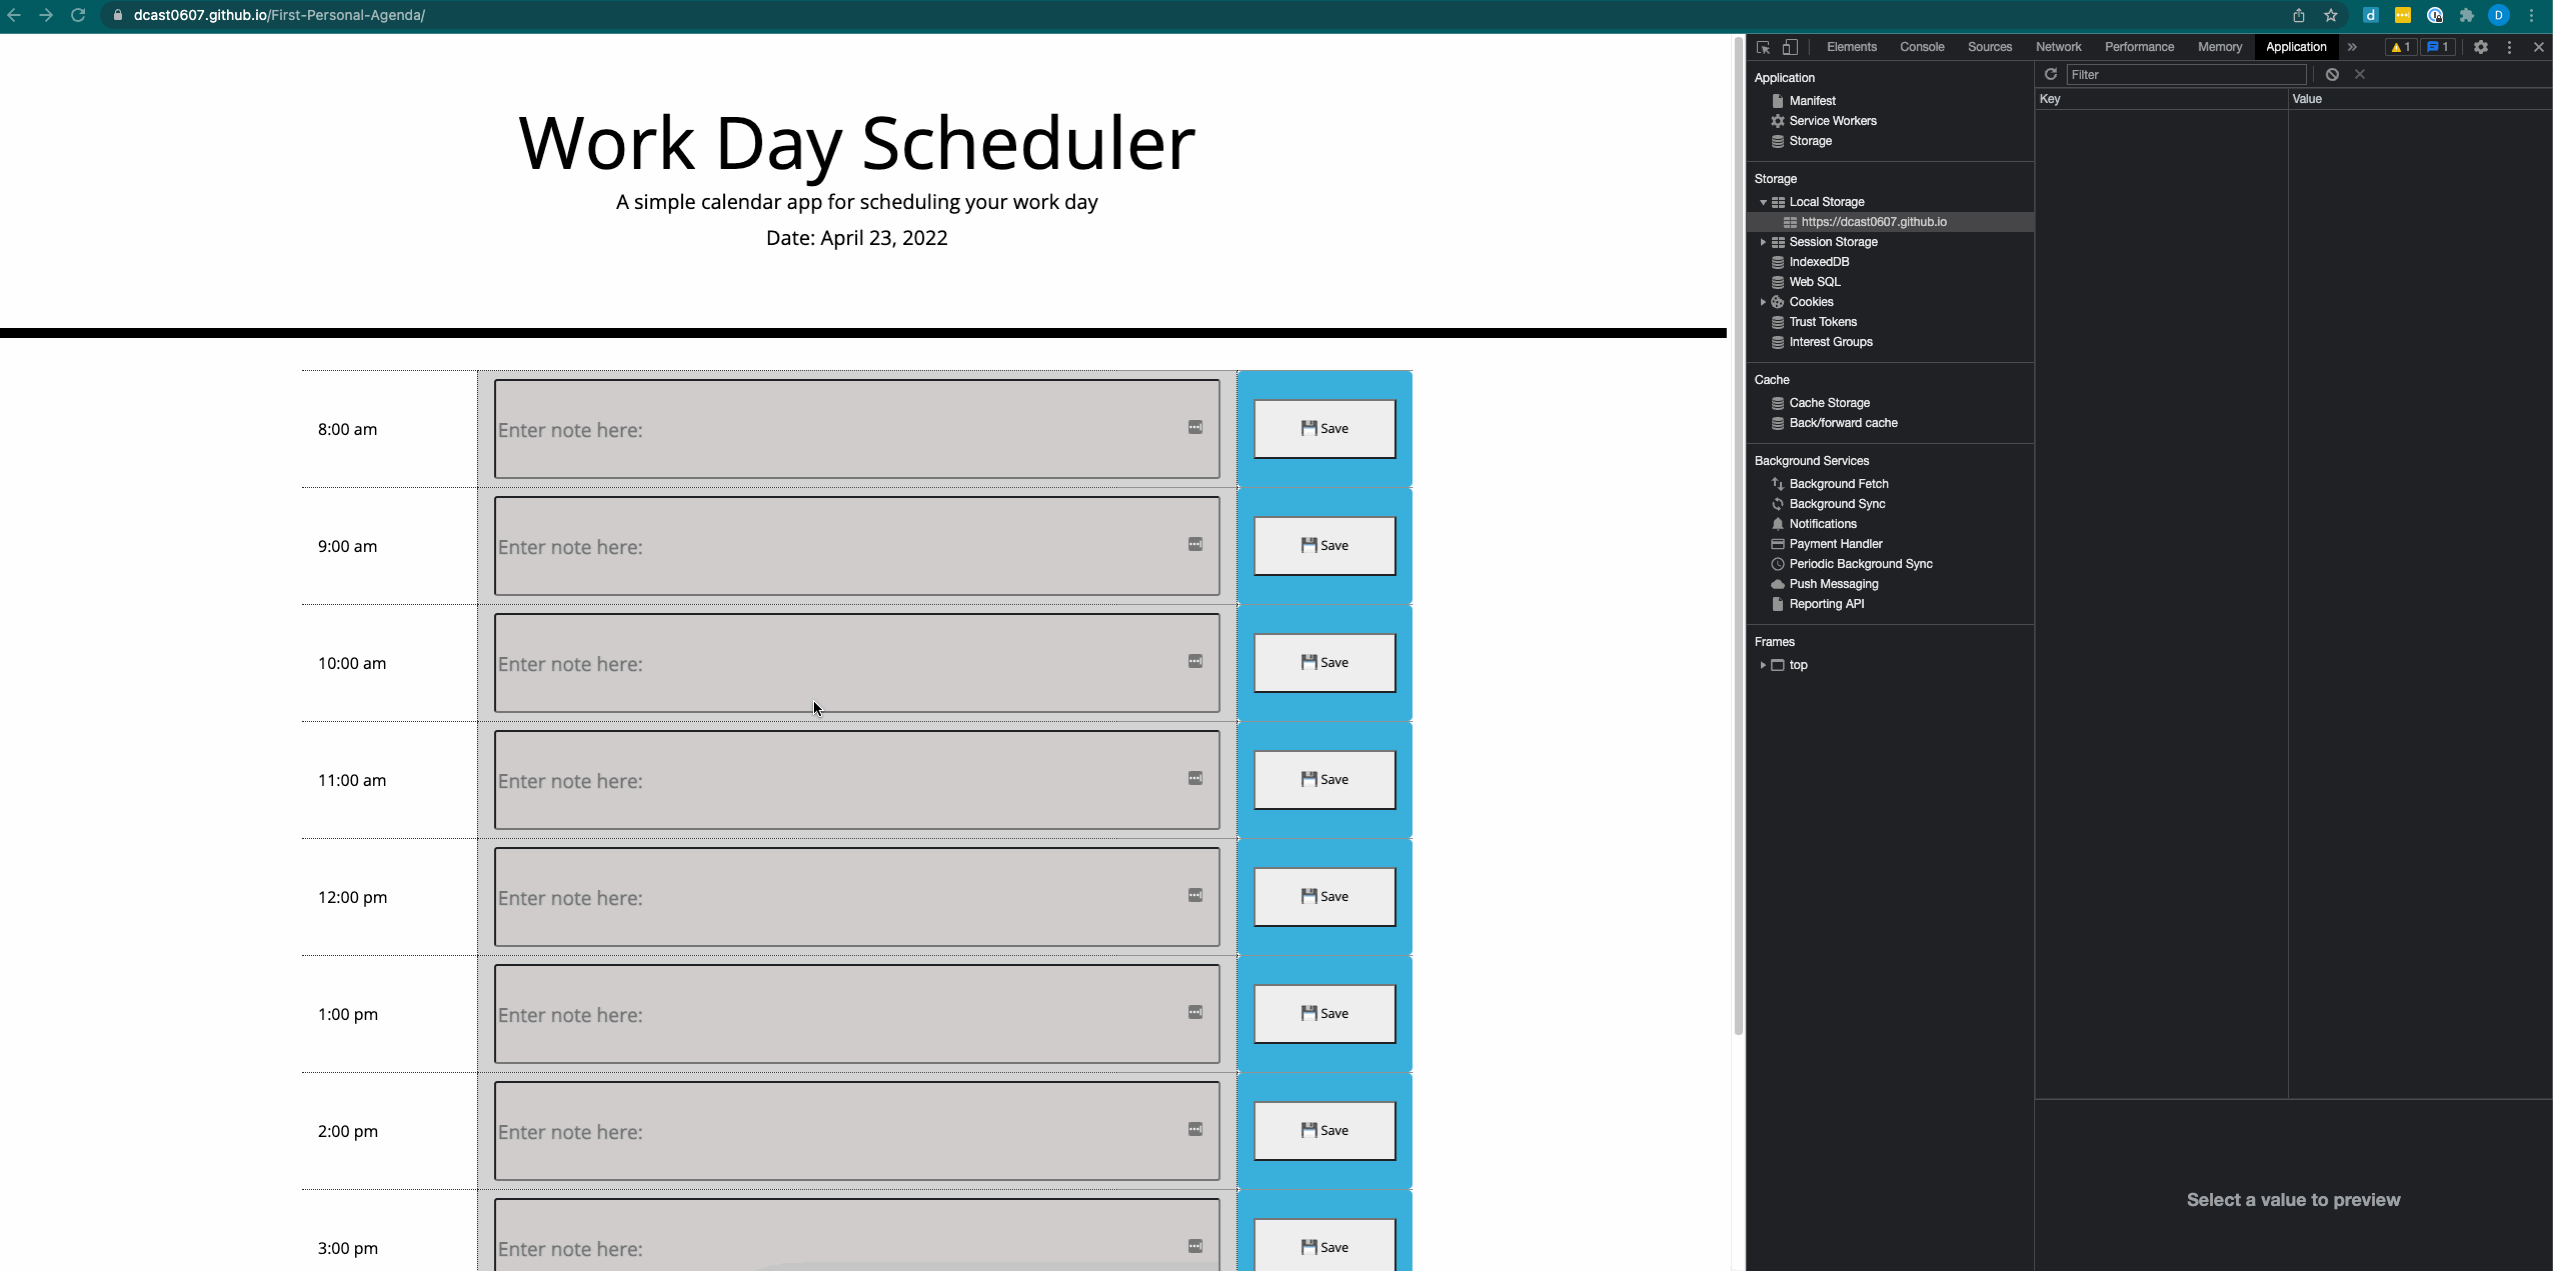 dcast0607.github.io/First-Personal-Agenda/
d
D
Work Day Scheduler
A simple calendar app for scheduling your work day
Date: April 23, 2022
8:00 am
Enter note here:
Save
9:00 am
Enter note here:
Save
10:00 am
Enter note here:
Save
11:00 am
Enter note here:
Save
12:00 pm
Enter note here:
Save
1:00 pm
Enter note here:
Save
2:00 pm
Enter note here:
Save
3:00 pm
Enter note here:
Save
Elements Console Sources Network Performance Memory Application » 1 1
Application
Manifest
Service Workers
Storage
Storage
Local Storage
https://dcast0607.github.io
Session Storage
IndexedDB
Web SQL
Cookies
Trust Tokens
Interest Groups
Cache
Cache Storage
Back/forward cache
Background Services
Background Fetch
Background Sync
Notifications
Payment Handler
Periodic Background Sync
Push Messaging
Reporting API
Frames
top
Filter
Key Value
Select a value to preview